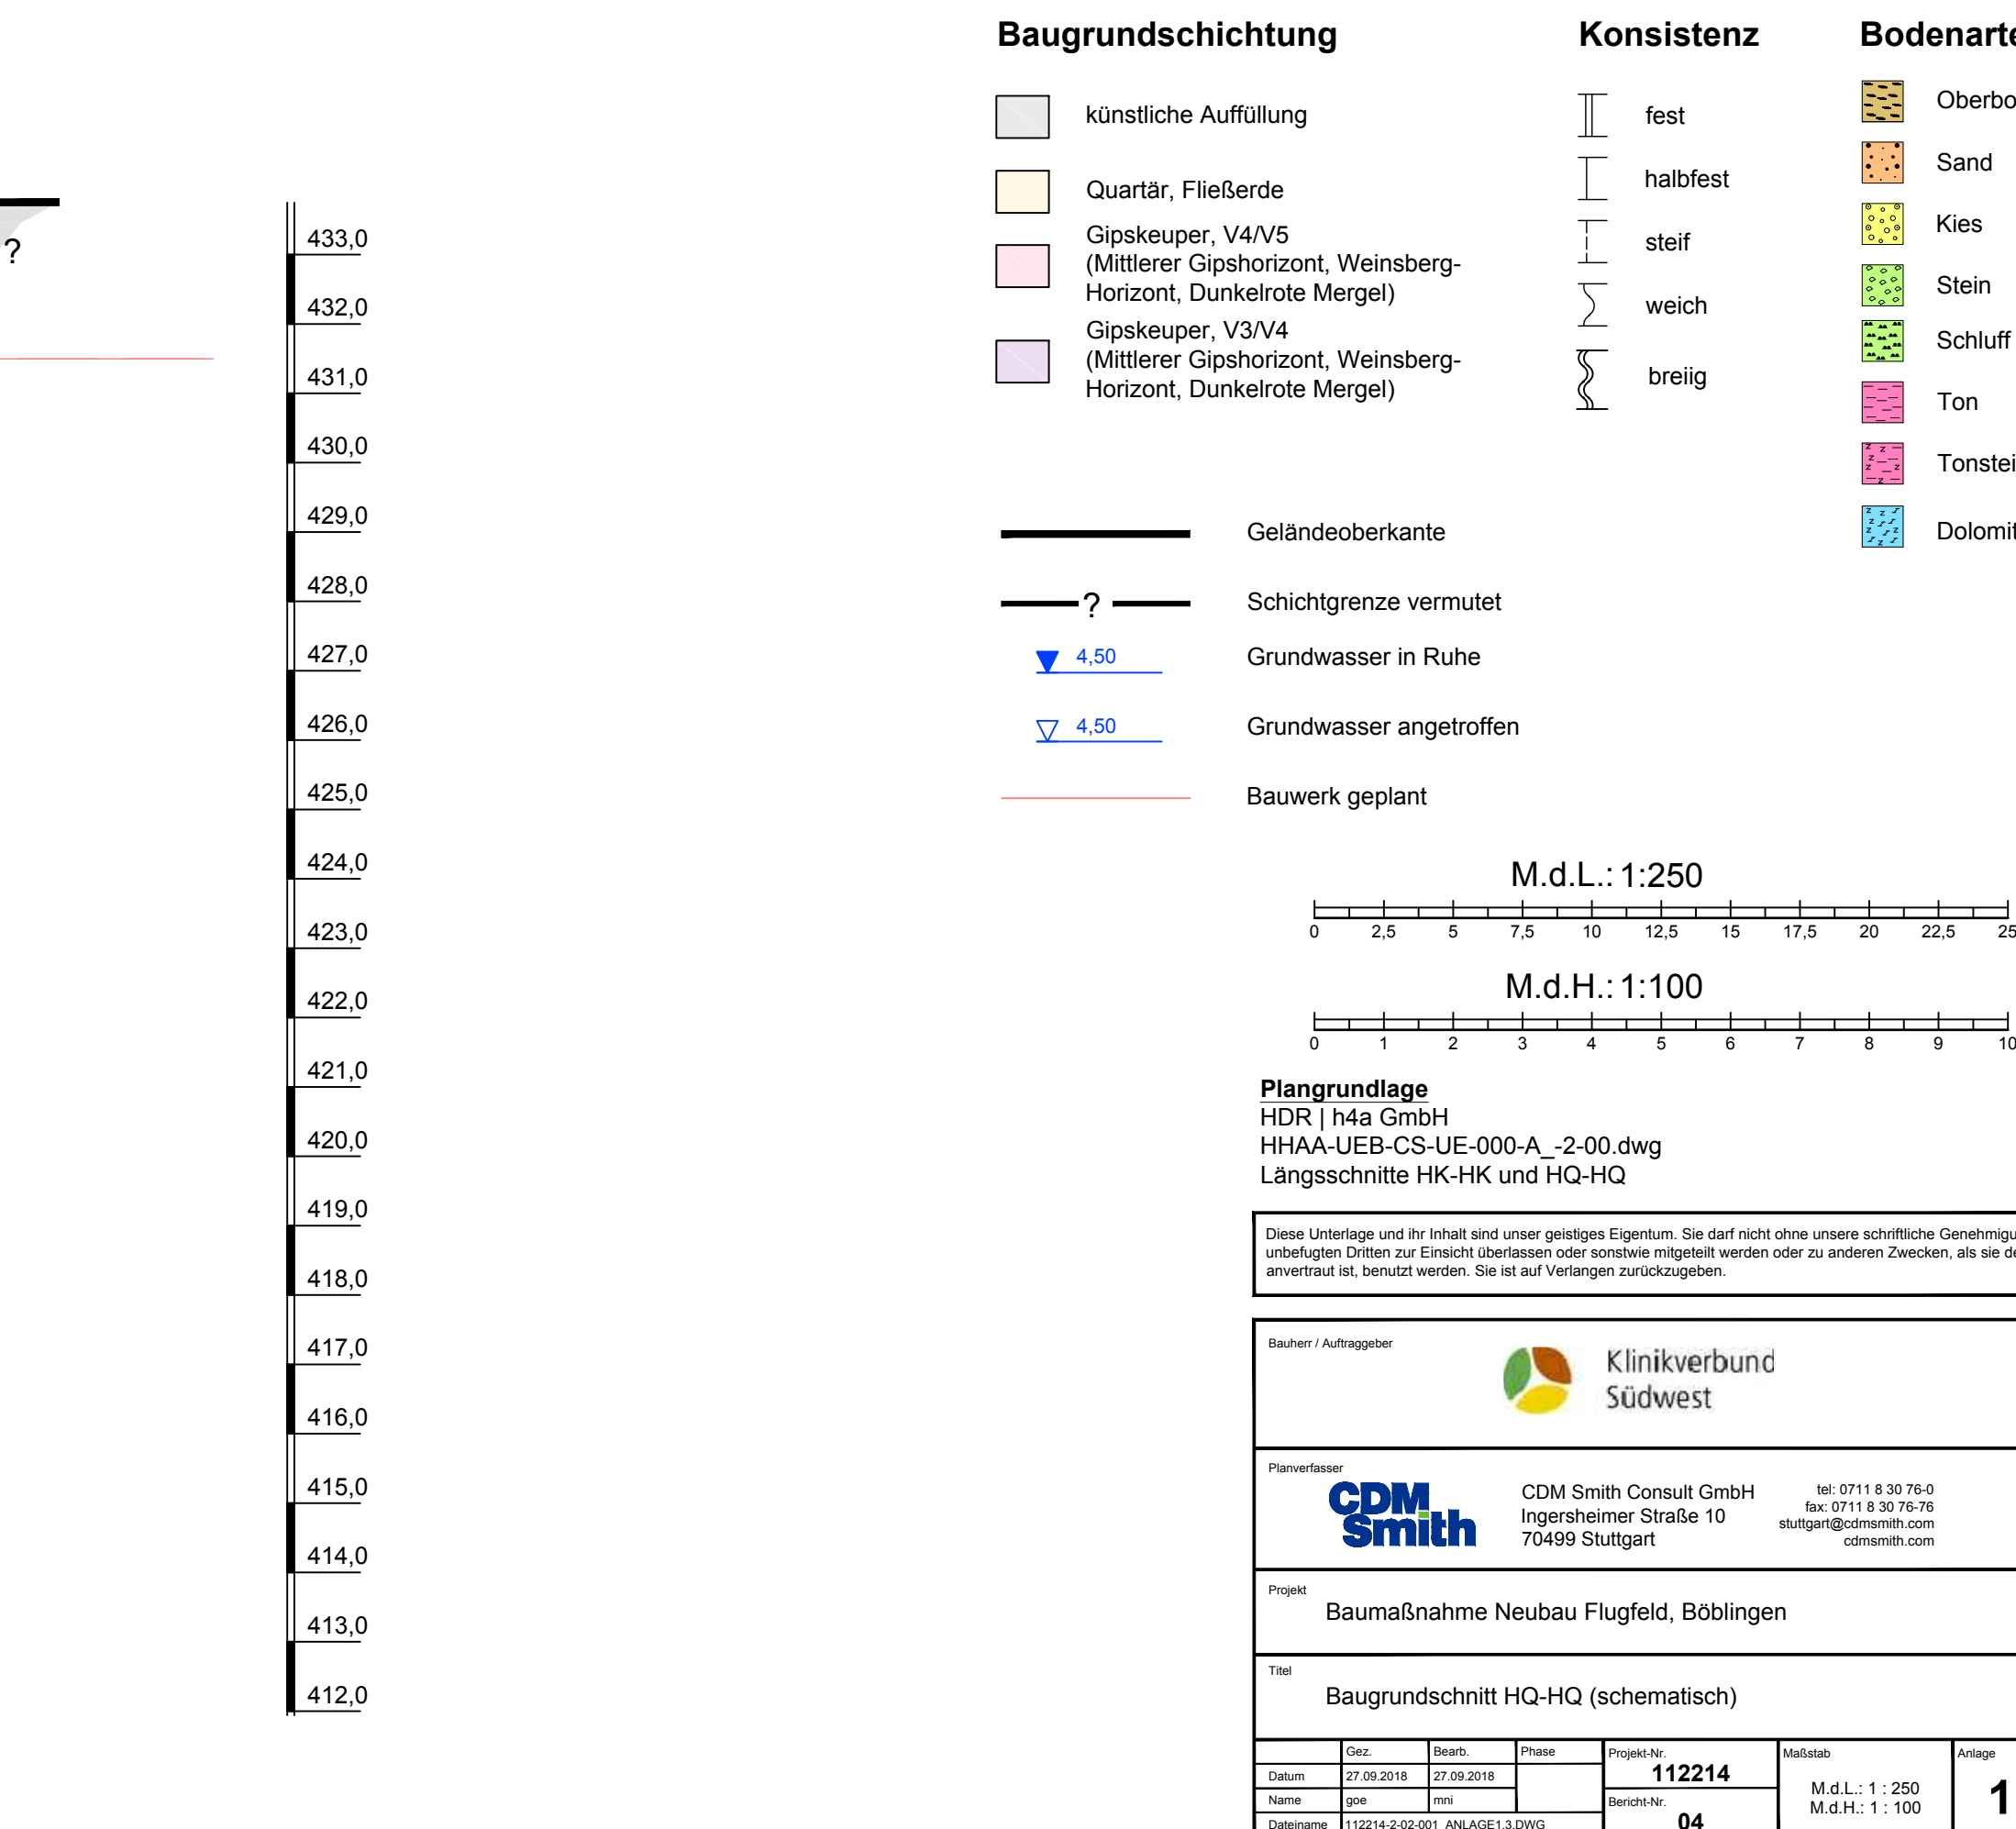 Baugrundschichtung
künstliche Auffüllung
Quartär, Fließerde
Gipskeuper, V4/V5
(Mittlerer Gipshorizont, Weinsberg-
Horizont, Dunkelrote Mergel)
Gipskeuper, V3/V4
(Mittlerer Gipshorizont, Weinsberg-
Horizont, Dunkelrote Mergel)
Konsistenz
fest
halbfest
steif
weich
breiig
Bodenarte
Oberbo
Sand
Kies
Stein
Schluff
Ton
Tonstei
Dolomit
?
433,0
432,0
431,0
430,0
429,0
428,0
427,0
426,0
425,0
424,0
423,0
422,0
421,0
420,0
419,0
418,0
417,0
416,0
415,0
414,0
413,0
412,0
Geländeoberkante
? Schichtgrenze vermutet
4,50 Grundwasser in Ruhe
4,50 Grundwasser angetroffen
Bauwerk geplant
M.d.L.: 1:250
0 2,5 5 7,5 10 12,5 15 17,5 20 22,5 25
M.d.H.: 1:100
0 1 2 3 4 5 6 7 8 9 10
Plangrundlage
HDR | h4a GmbH
HHAA-UEB-CS-UE-000-A_-2-00.dwg
Längsschnitte HK-HK und HQ-HQ
Diese Unterlage und ihr Inhalt sind unser geistiges Eigentum. Sie darf nicht ohne unsere schriftliche Genehmigu
unbefugten Dritten zur Einsicht überlassen oder sonstwie mitgeteilt werden oder zu anderen Zwecken, als sie de
anvertraut ist, benutzt werden. Sie ist auf Verlangen zurückzugeben.
Bauherr / Auftraggeber
Klinikverbund
Südwest
Planverfasser
CDM
Smith
CDM Smith Consult GmbH
Ingersheimer Straße 10
70499 Stuttgart
tel: 0711 8 30 76-0
fax: 0711 8 30 76-76
stuttgart@cdmsmith.com
cdmsmith.com
Projekt
Baumaßnahme Neubau Flugfeld, Böblingen
Titel
Baugrundschnitt HQ-HQ (schematisch)
Gez. Bearb. Phase
Datum 27.09.2018 27.09.2018
Name goe mni
Dateiname 112214-2-02-001_ANLAGE1.3.DWG
Projekt-Nr.
112214
Bericht-Nr.
04
Maßstab
M.d.L.: 1 : 250
M.d.H.: 1 : 100
Anlage
1